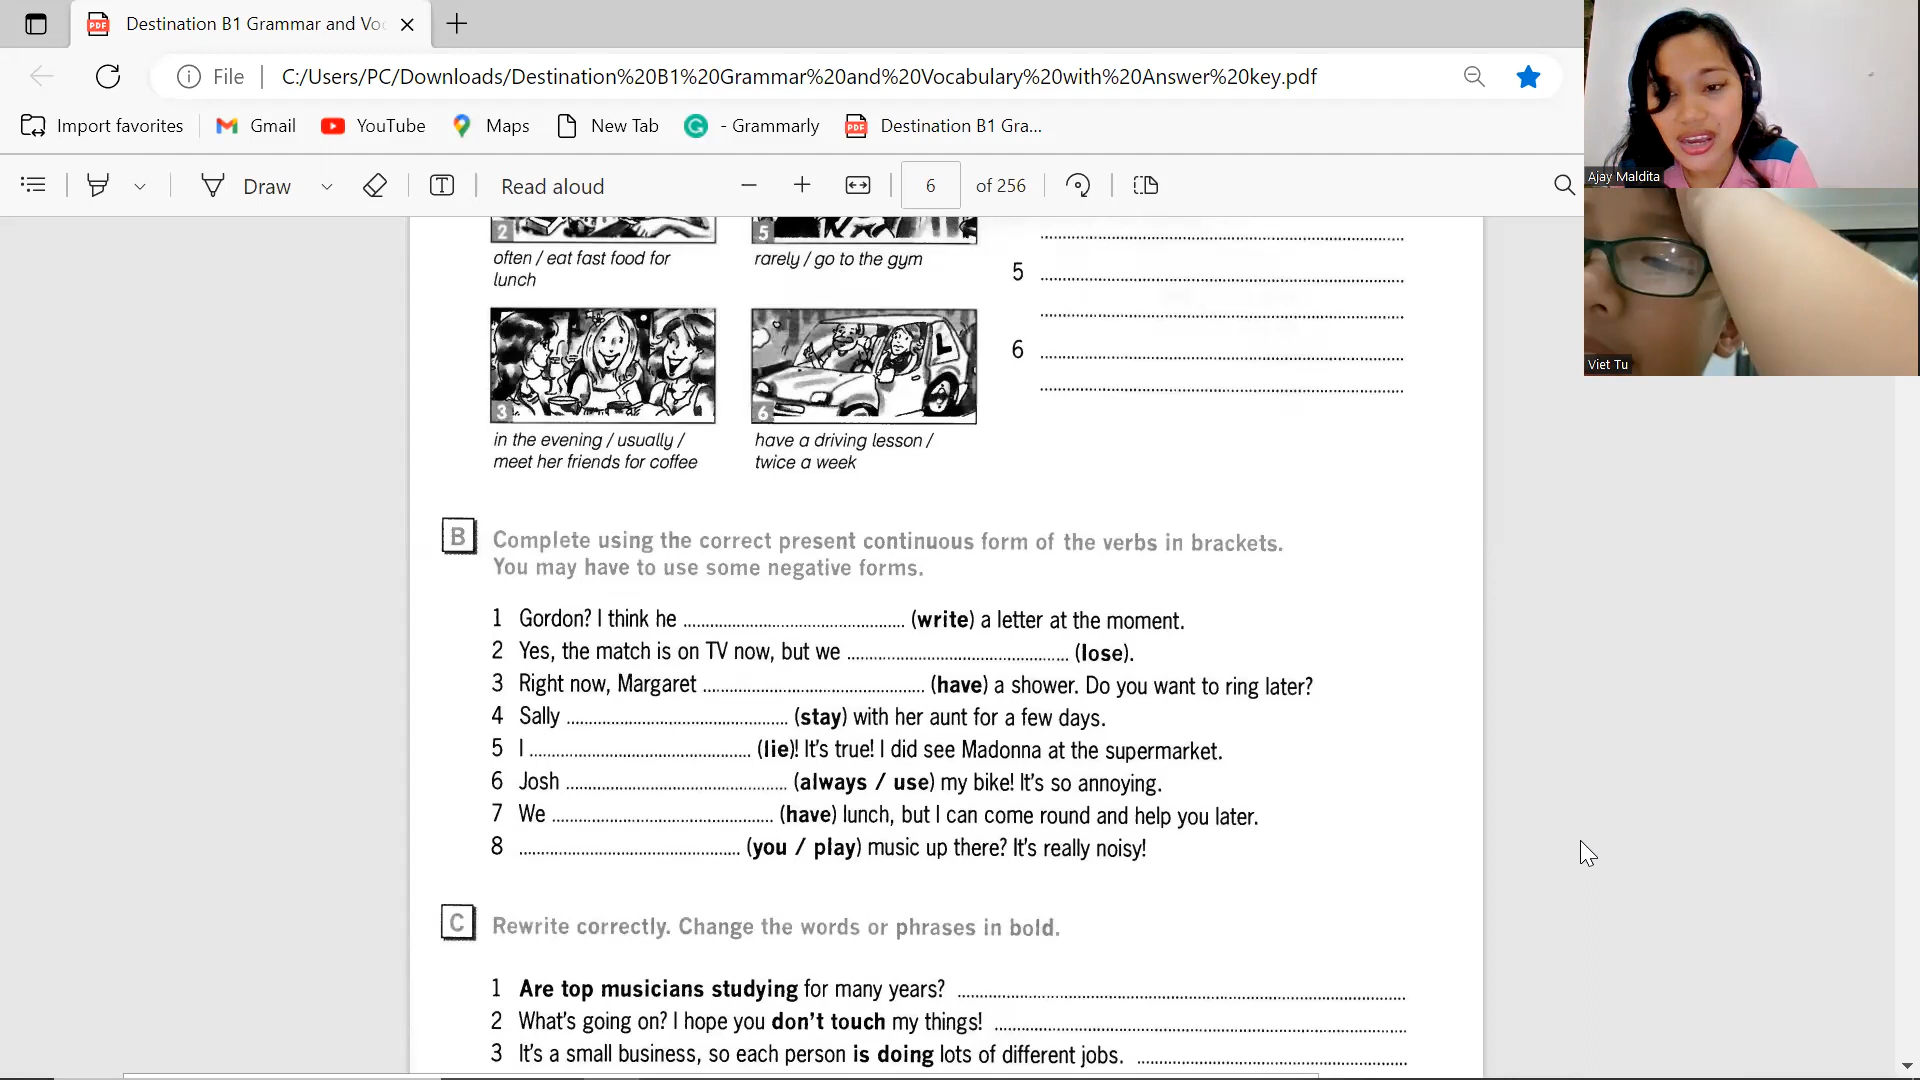 Destination B1 Grammar and Voc
File
C:/Users/PC/Downloads/Destination%20B1%20Grammar%20and%20Vocabulary%20with%20Answer%20key.pdf
Import favorites
Gmail
YouTube
Maps
New Tab
- Grammarly
PDF Destination B1 Gra...
Draw
Read aloud
6 of 256
Ajay Maldita
Viet Tu
2
often / eat fast food for
lunch
5
rarely / go to the gym
3
in the evening / usually /
meet her friends for coffee
L
6
have a driving lesson /
twice a week
5
6
B Complete using the correct present continuous form of the verbs in brackets.
You may have to use some negative forms.
1 Gordon? I think he ........................................ (write) a letter at the moment.
2 Yes, the match is on TV now, but we ........................................ (lose).
3 Right now, Margaret ........................................ (have) a shower. Do you want to ring later?
4 Sally ........................................ (stay) with her aunt for a few days.
5 I ........................................ (lie)! It's true! I did see Madonna at the supermarket.
6 Josh ........................................ (always / use) my bike! It's so annoying.
7 We ........................................ (have) lunch, but I can come round and help you later.
8 ........................................ (you / play) music up there? It's really noisy!
C Rewrite correctly. Change the words or phrases in bold.
1 Are top musicians studying for many years? ........................................
2 What's going on? I hope you don't touch my things! ........................................
3 It's a small business, so each person is doing lots of different jobs. ........................................